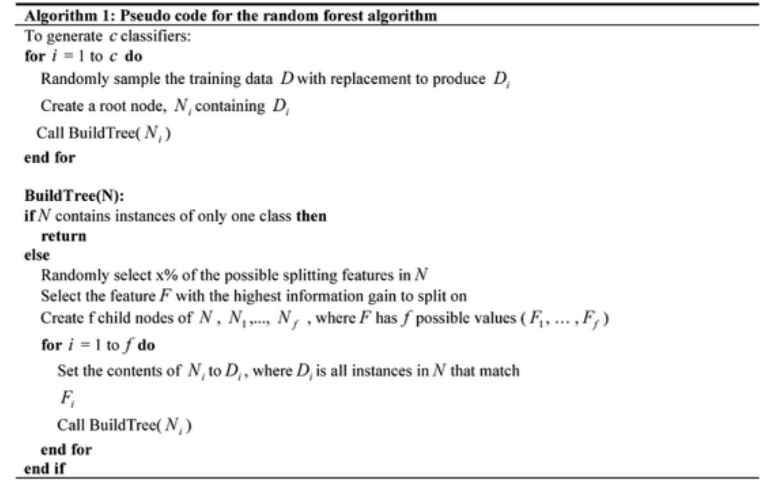 Algorithm 1: Pseudo code for the random forest algorithm
To generate c classifiers:
for i = 1 to c do
Randomly sample the training data D with replacement to produce D_i
Create a root node, N_i containing D_i
Call BuildTree( N_i )
end for
BuildTree(N):
if N contains instances of only one class then
return
else
Randomly select x% of the possible splitting features in N
Select the feature F with the highest information gain to split on
Create f child nodes of N , N_1 ,..., N_f , where F has f possible values ( F_1, ... , F_f )
for i = 1 to f do
Set the contents of N_i to D_i , where D_i is all instances in N that match
F_i
Call BuildTree( N_i )
end for
end if